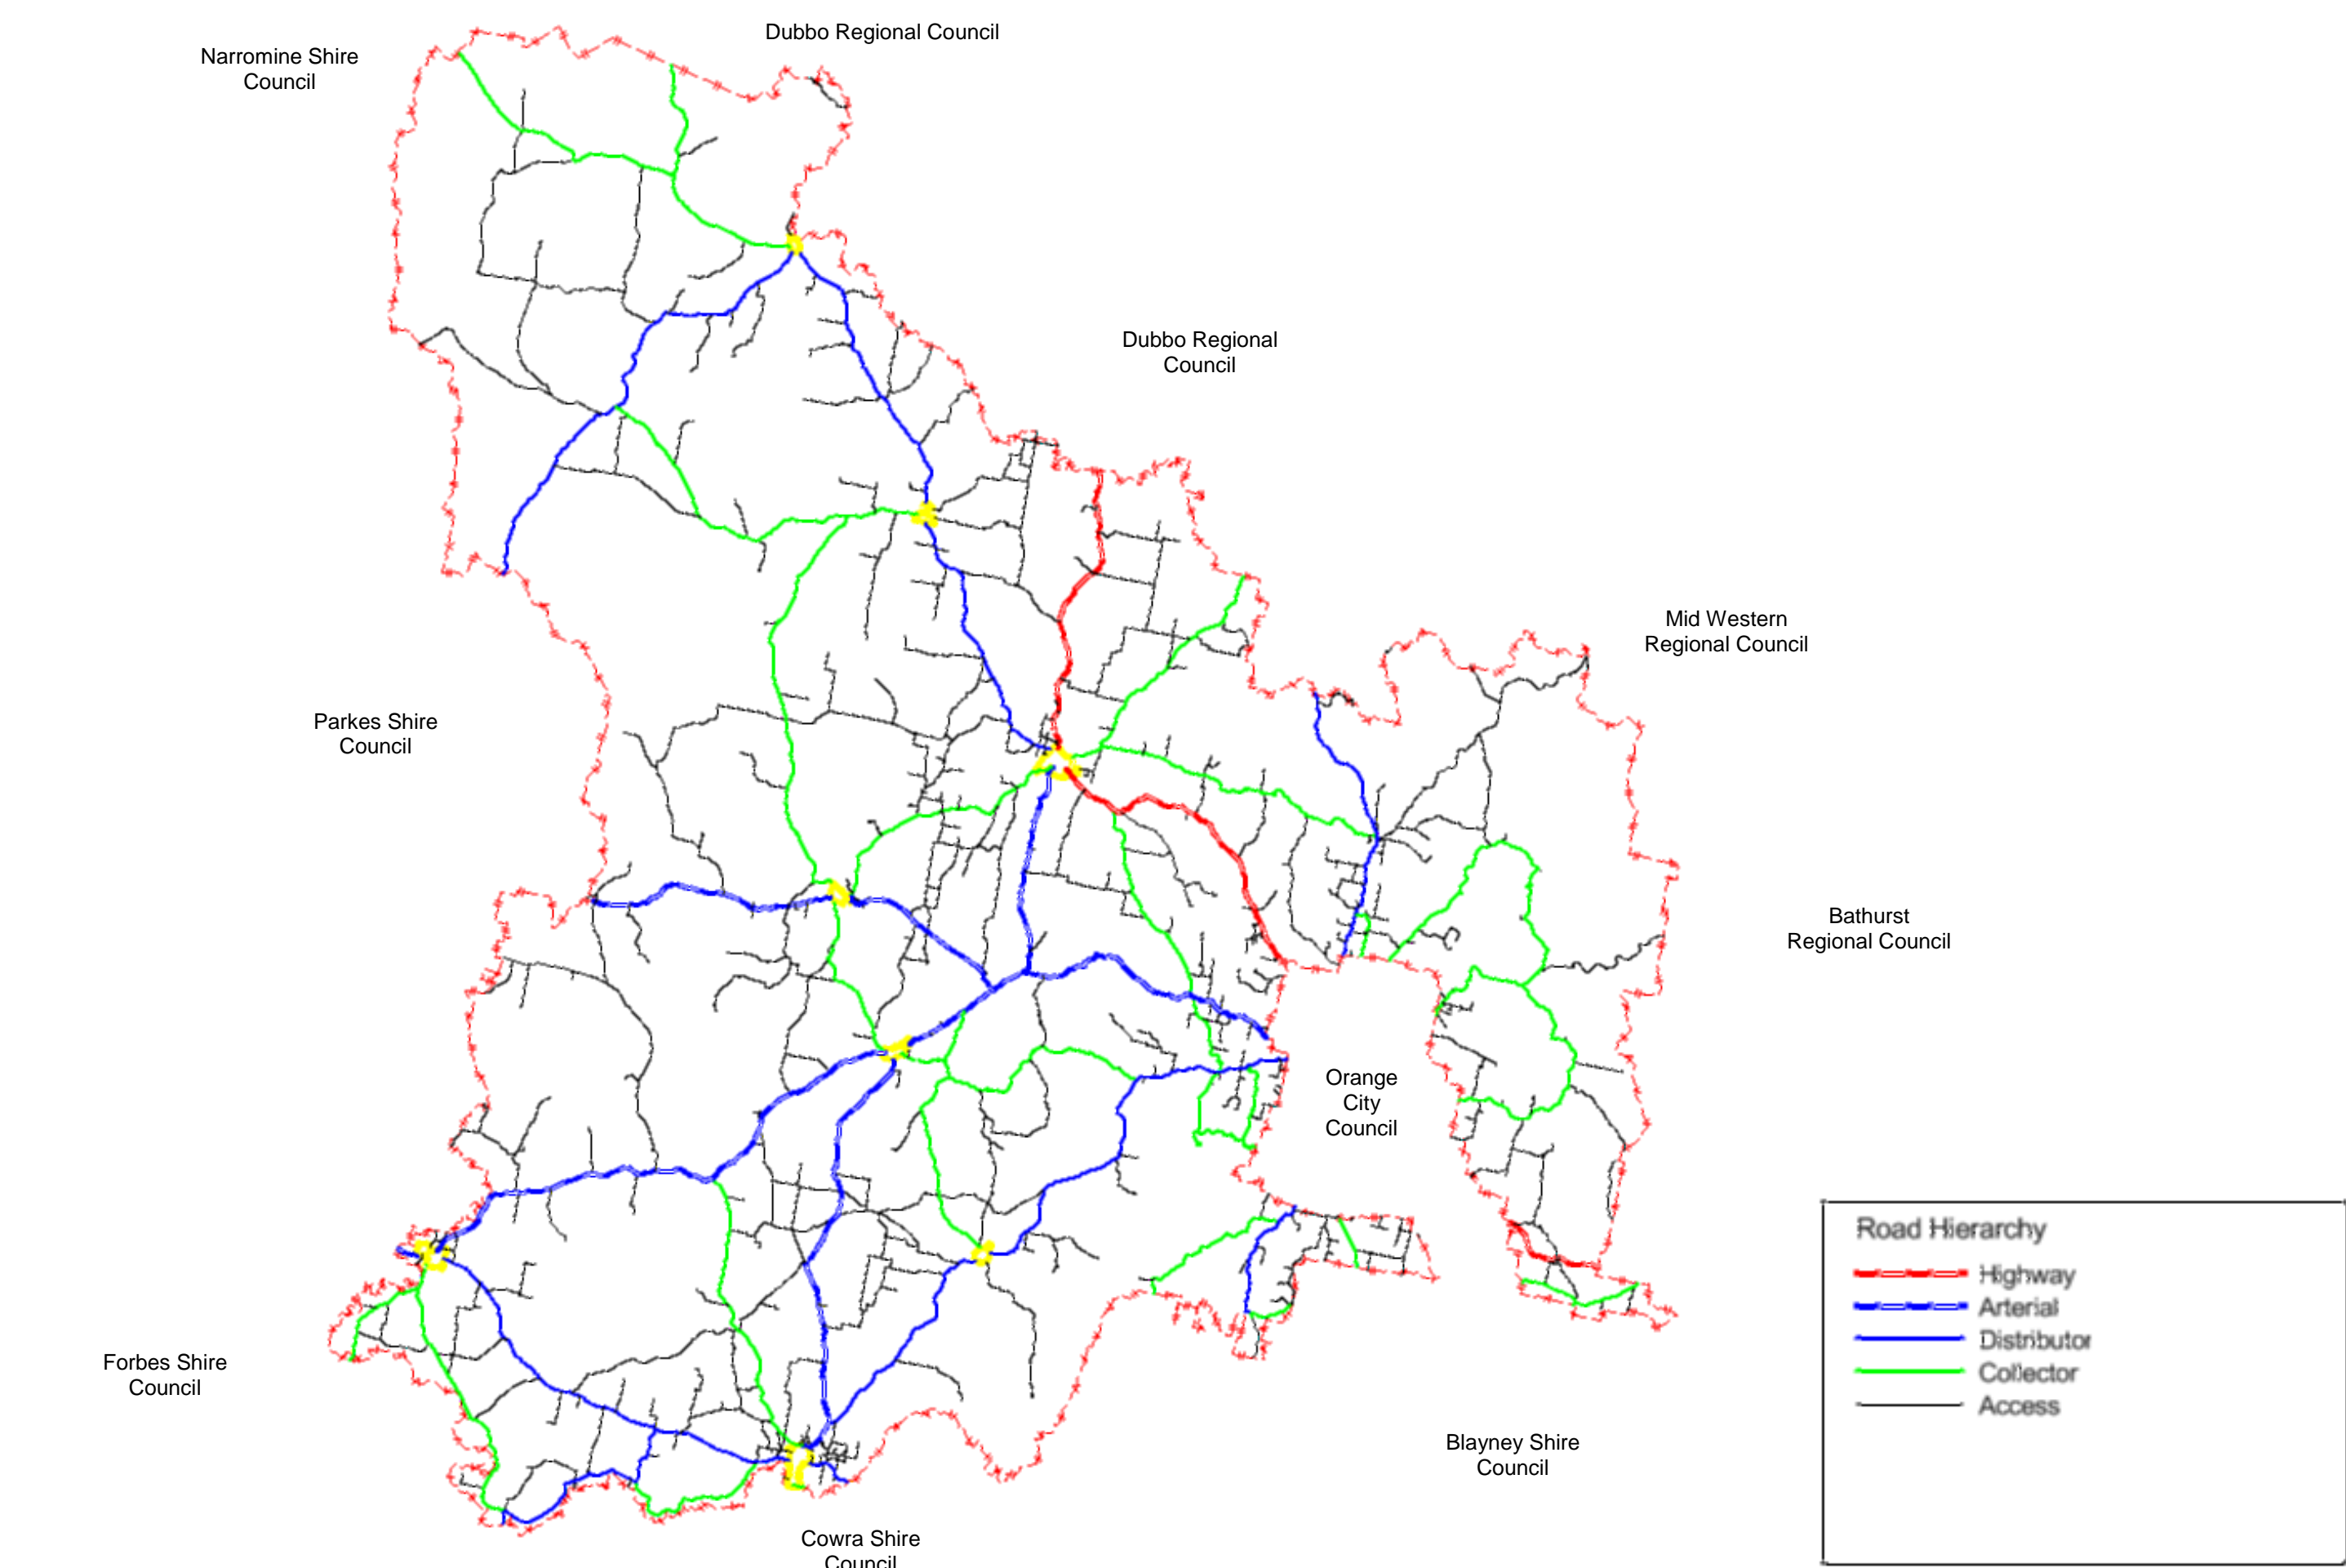 Dubbo Regional Council
Narromine Shire
Council
Dubbo Regional
Council
Mid Western
Regional Council
Parkes Shire
Council
Bathurst
Regional Council
Orange
City
Council
Forbes Shire
Council
Blayney Shire
Council
Cowra Shire
Council
Road Hierarchy
Highway
Arterial
Distributor
Collector
Access